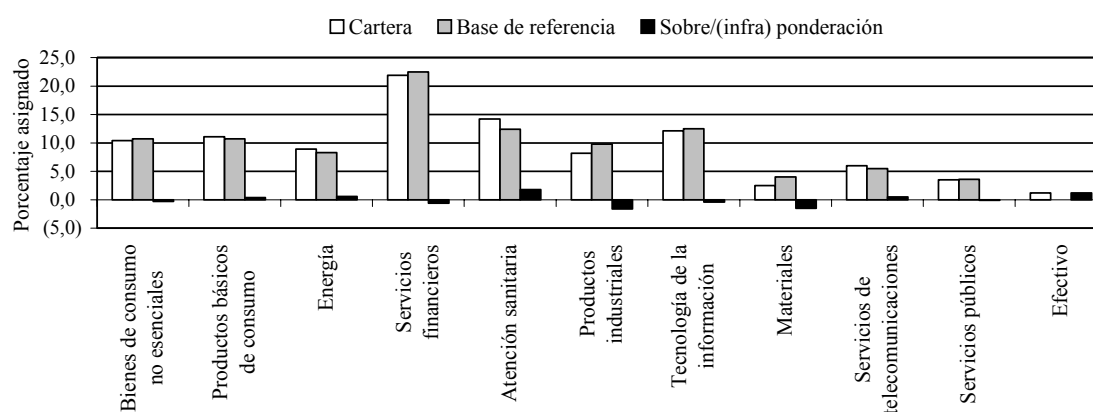 Cartera Base de referencia Sobre/(infra) ponderación
Porcentaje asignado
25,0
20,0
15,0
10,0
5,0
0,0
(5,0)
Bienes de consumo
no esenciales
Productos básicos
de consumo
Energía
Servicios
financieros
Atención sanitaria
Productos
industriales
Tecnología de la
información
Materiales
Servicios de
telecomunicaciones
Servicios públicos
Efectivo